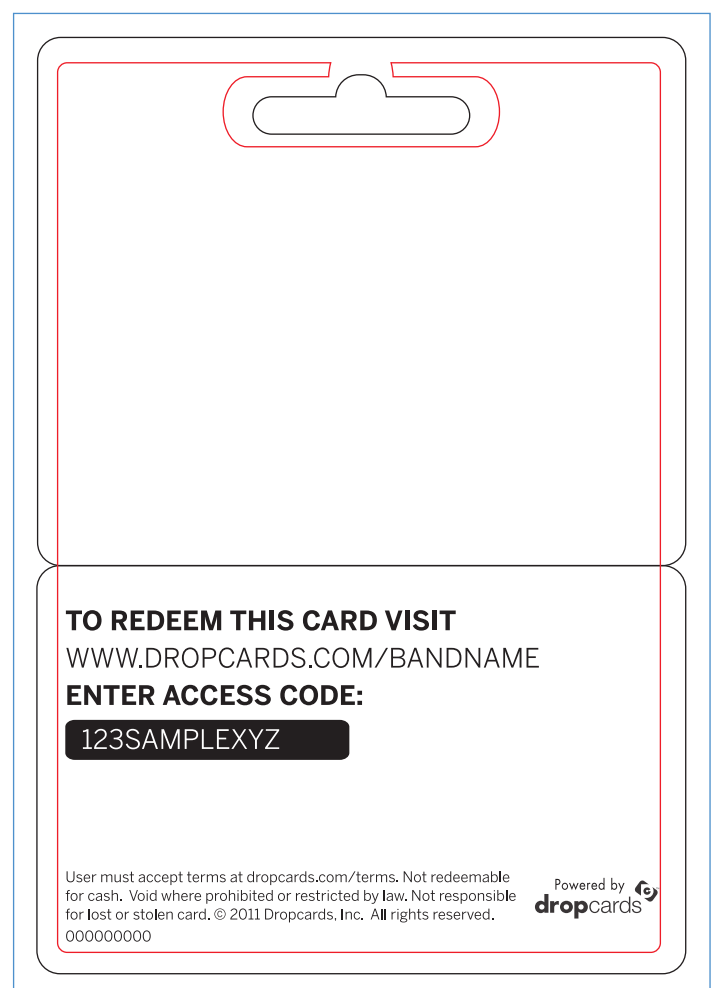 TO REDEEM THIS CARD VISIT
WWW.DROPCARDS.COM/BANDNAME
ENTER ACCESS CODE:
123SAMPLEXYZ
User must accept terms at dropcards.com/terms. Not redeemable
for cash. Void where prohibited or restricted by law. Not responsible
for lost or stolen card. © 2011 Dropcards, Inc. All rights reserved.
000000000
Powered by
dropcards